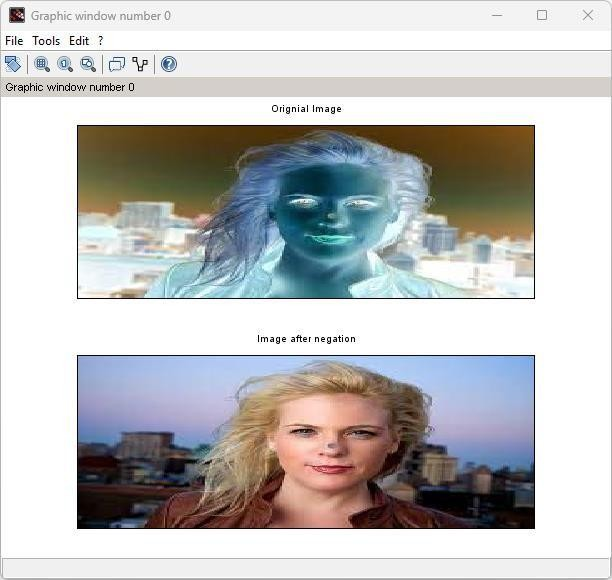 Graphic window number 0
File Tools Edit ?
Graphic window number 0
Orignial Image
Image after negation